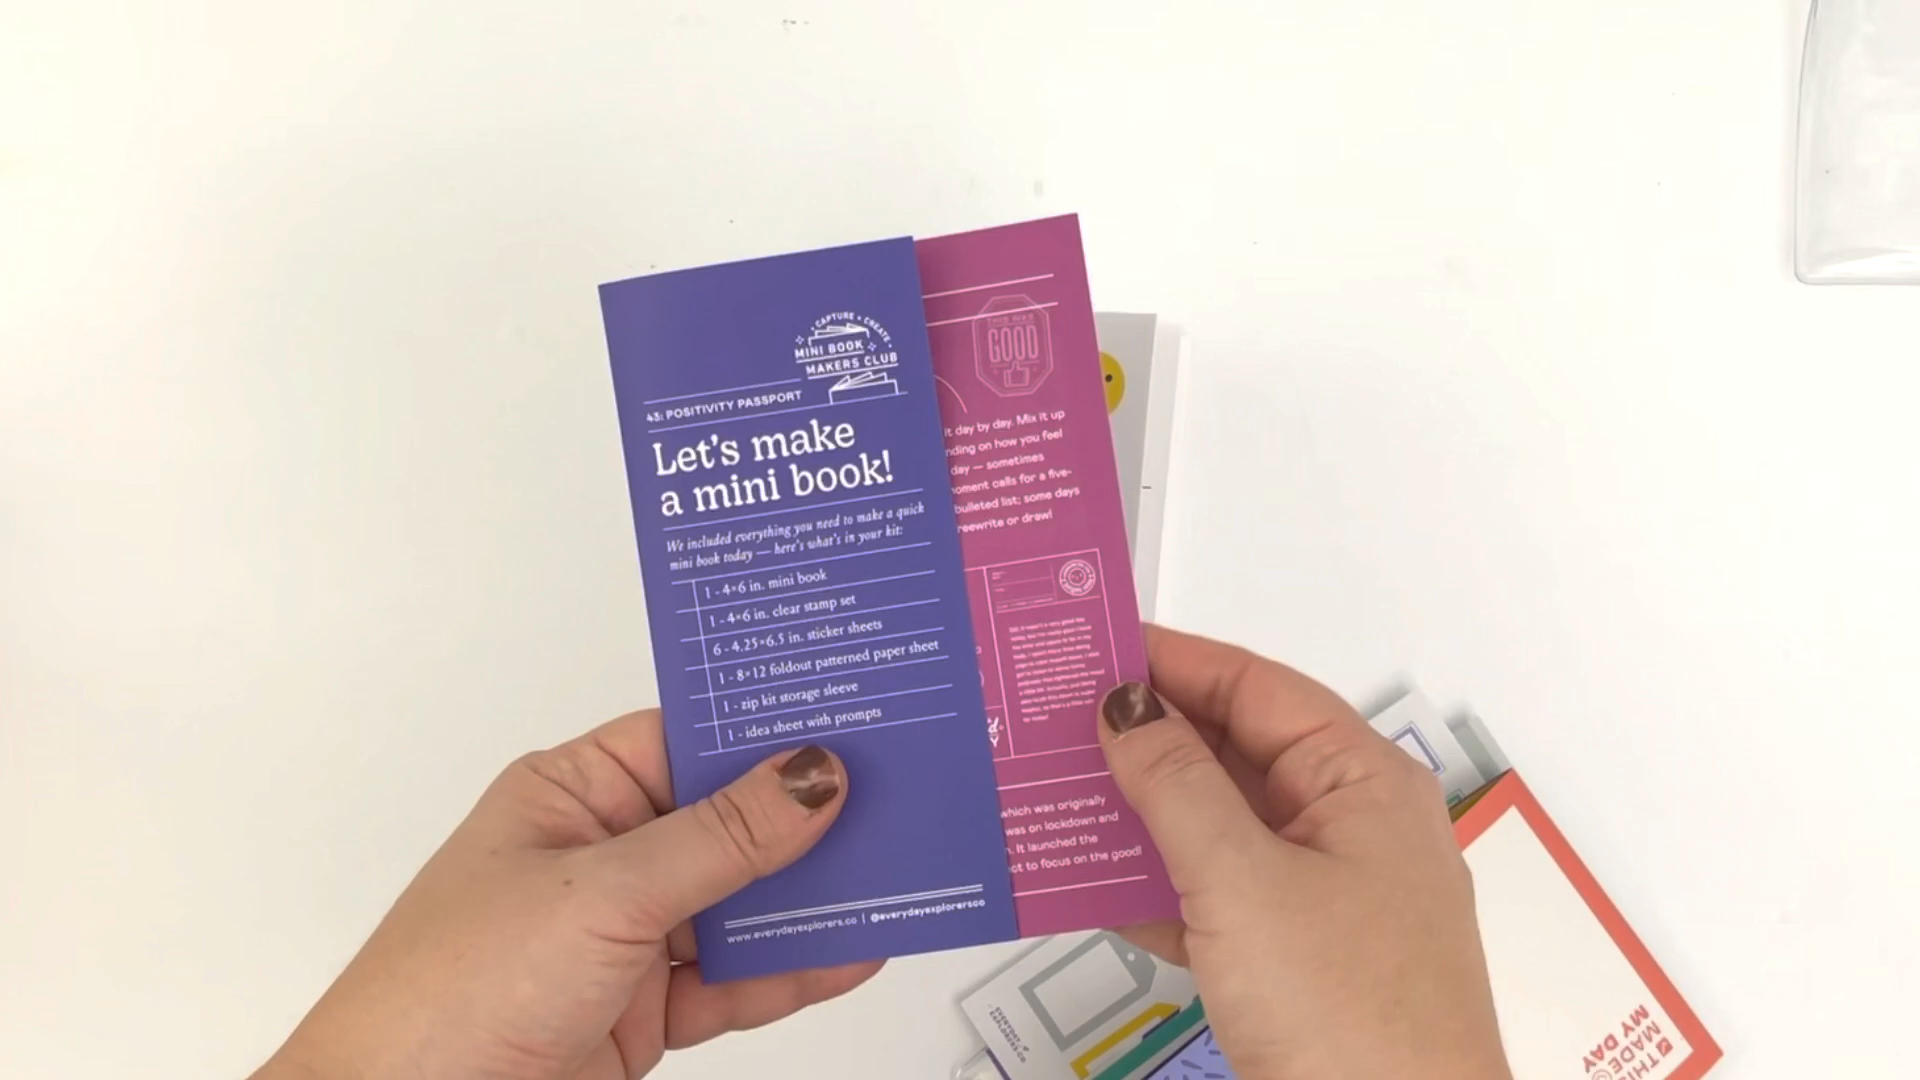 CAPTURE + CREATE
MINI BOOK
MAKERS CLUB
43: POSITIVITY PASSPORT
Let's make
a mini book!
We included everything you need to make a quick
mini book today — here's what's in your kit:
1 - 4×6 in. mini book
1 - 4×6 in. clear stamp set
6 - 4.25×6.5 in. sticker sheets
1 - 8×12 foldout patterned paper sheet
1 - zip kit storage sleeve
1 - idea sheet with prompts
www.everydayexplorers.co | @everydayexplorersco
THIS WAS
GOOD
it day by day. Mix it up
nding on how you feel
day — sometimes
oment calls for a five-
bulleted list; some days
reewrite or draw!
which was originally
was on lockdown and
. It launched the
ct to focus on the good!
EVERYDAY
EXPLORERS CO
THIS
MADE
MY DAY